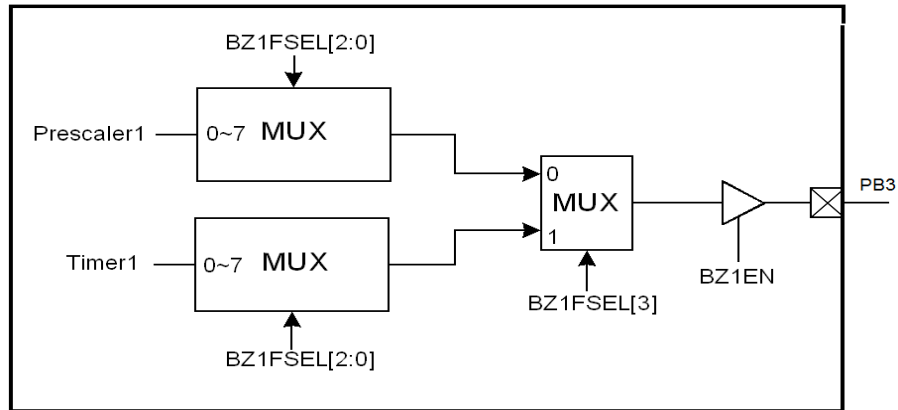 BZ1FSEL[2:0]
Prescaler1
0~7 MUX
0
MUX
1
PB3
Timer1
0~7 MUX
BZ1EN
BZ1FSEL[3]
BZ1FSEL[2:0]